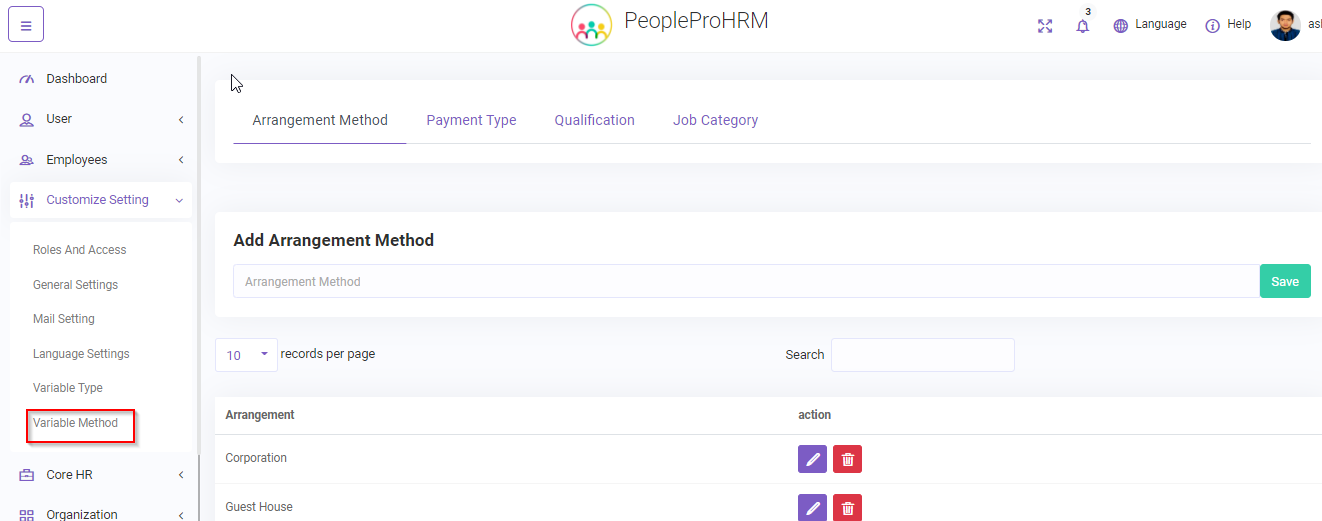 PeopleProHRM
3
Language
Help
Dashboard
User
Employees
Customize Setting
Roles And Access
General Settings
Mail Setting
Language Settings
Variable Type
Variable Method
Core HR
Organization
Arrangement Method
Payment Type
Qualification
Job Category
Add Arrangement Method
Arrangement Method
Save
10
records per page
Search
Arrangement
action
Corporation
Guest House